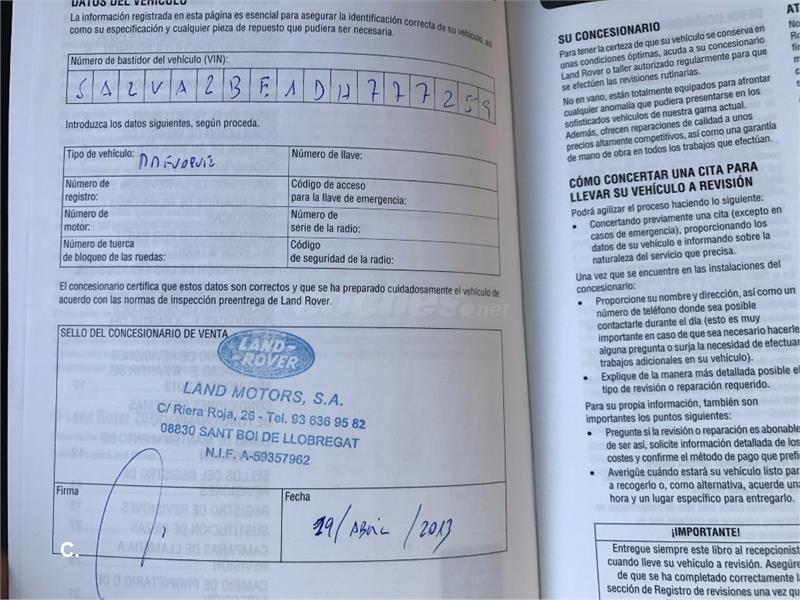 DATOS DEL VEHÍCULO
La información registrada en esta página es esencial para asegurar la identificación correcta de su vehículo, así
como su especificación y cualquier pieza de repuesto que pudiera ser necesaria.
Número de bastidor del vehículo (VIN):
SALVA2BE1DH777259
Introduzca los datos siguientes, según proceda.
Tipo de vehículo:
Número de llave:
Número de
registro:
Código de acceso
para la llave de emergencia:
Número de
motor:
Número de
serie de la radio:
Número de tuerca
de bloqueo de las ruedas:
Código
de seguridad de la radio:
El concesionario certifica que estos datos son correctos y que se ha preparado cuidadosamente el vehículo de
acuerdo con las normas de inspección preentrega de Land Rover.
SELLO DEL CONCESIONARIO DE VENTA
LAND
ROVER
LAND MOTORS, S.A.
C/ Riera Roja, 26 - Tel. 93 636 95 82
08830 SANT BOI DE LLOBREGAT
N.I.F. A-59357962
Firma
Fecha
19/ABRIL/2013
c.
coches.net
SU CONCESIONARIO
Para tener la certeza de que su vehículo se conserva en
unas condiciones óptimas, acuda a su concesionario
Land Rover o taller autorizado regularmente para que
se efectúen las revisiones rutinarias.
No en vano, están totalmente equipados para afrontar
cualquier anomalía que pudiera presentarse en los
sofisticados vehículos de nuestra gama actual.
Además, ofrecen reparaciones de calidad a unos
precios altamente competitivos, así como una garantía
de mano de obra en todos los trabajos que efectúan.
CÓMO CONCERTAR UNA CITA PARA
LLEVAR SU VEHÍCULO A REVISIÓN
Podrá agilizar el proceso haciendo lo siguiente:
• Concertando previamente una cita (excepto en
casos de emergencia), proporcionando los
datos de su vehículo e informando sobre la
naturaleza del servicio que precisa.
Una vez que se encuentre en las instalaciones del
concesionario:
• Proporcione su nombre y dirección, así como un
número de teléfono donde sea posible
contactarle durante el día (esto es muy
importante en caso de que sea necesario hacerle
alguna pregunta o surja la necesidad de efectuar
trabajos adicionales en su vehículo).
• Explique de la manera más detallada posible el
tipo de revisión o reparación requerido.
Para su propia información, también son
importantes los puntos siguientes:
• Pregunte si la revisión o reparación es abonable
de ser así, solicite información detallada de los
costes y confirme el método de pago que prefi
• Averigüe cuándo estará su vehículo listo par
a recogerlo o, como alternativa, acuerde una
hora y un lugar específico para entregarlo.
¡IMPORTANTE!
Entregue siempre este libro al recepcionist
cuando lleve su vehículo a revisión. Asegúre
de que se ha completado correctamente l
sección de Registro de revisiones una vez qu